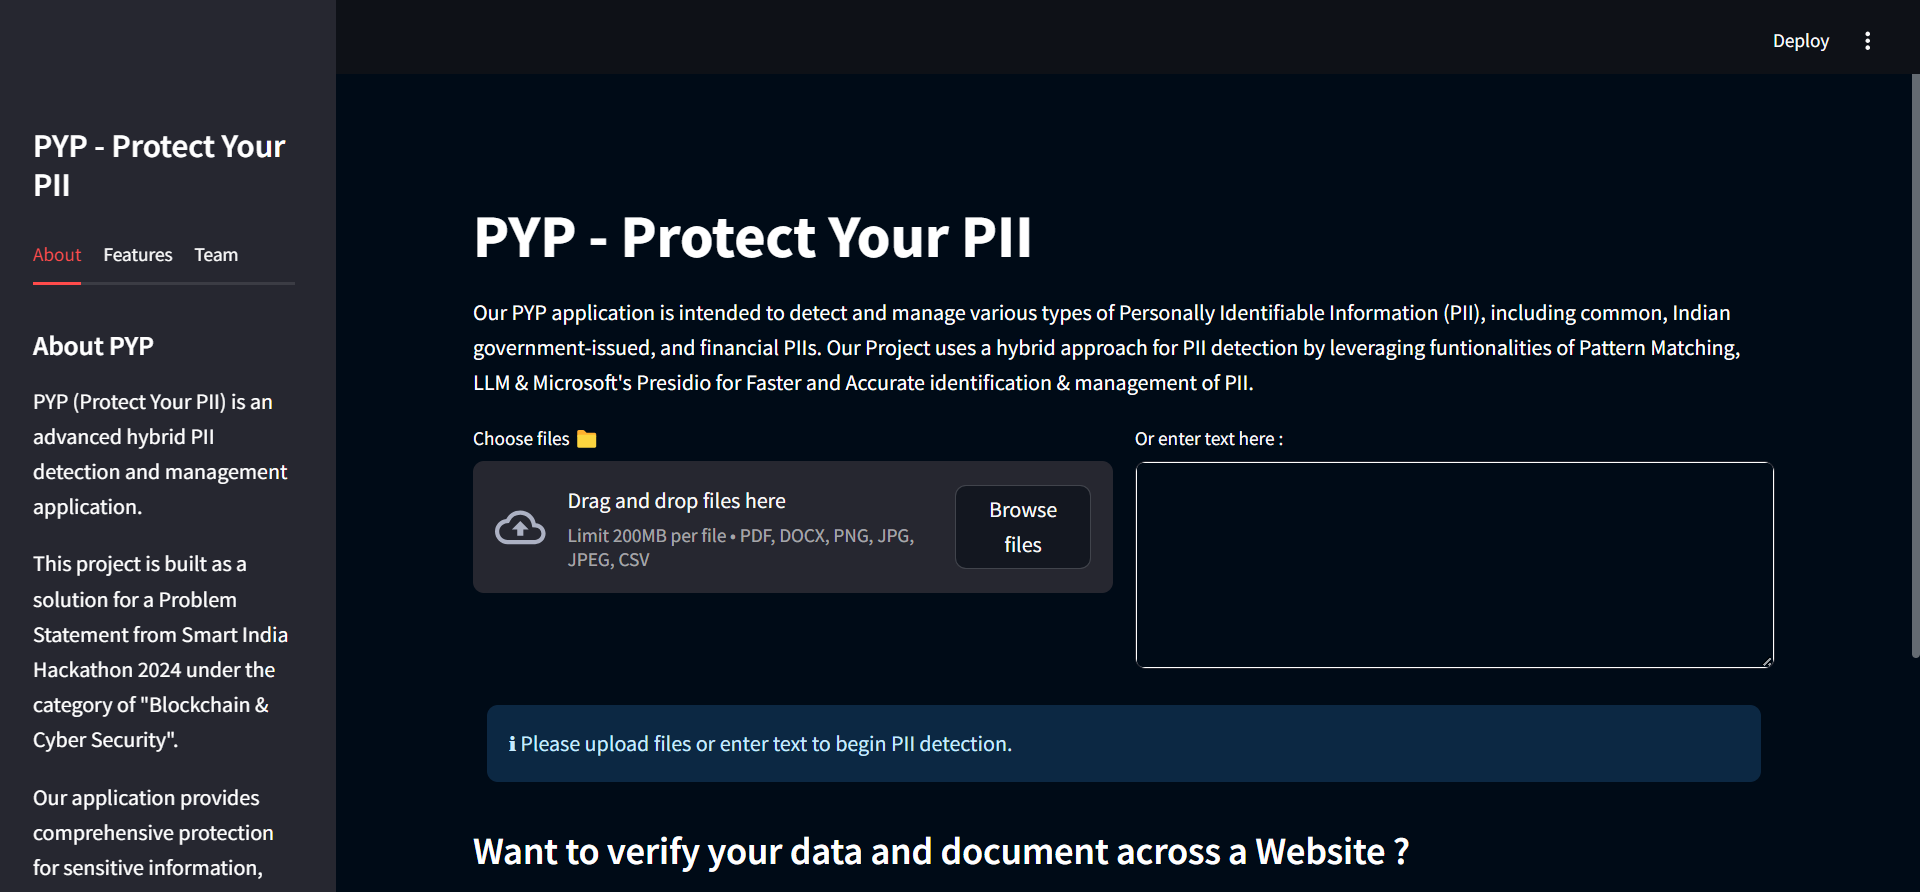 Deploy
PYP - Protect Your
PII
About Features Team
About PYP
PYP (Protect Your PII) is an
advanced hybrid PII
detection and management
application.
This project is built as a
solution for a Problem
Statement from Smart India
Hackathon 2024 under the
category of "Blockchain &
Cyber Security".
Our application provides
comprehensive protection
for sensitive information,
PYP - Protect Your PII
Our PYP application is intended to detect and manage various types of Personally Identifiable Information (PII), including common, Indian
government-issued, and financial PIIs. Our Project uses a hybrid approach for PII detection by leveraging funtionalities of Pattern Matching,
LLM & Microsoft's Presidio for Faster and Accurate identification & management of PII.
Choose files 📁
Drag and drop files here
Limit 200MB per file • PDF, DOCX, PNG, JPG,
JPEG, CSV
Browse
files
Or enter text here :
ℹ Please upload files or enter text to begin PII detection.
Want to verify your data and document across a Website ?